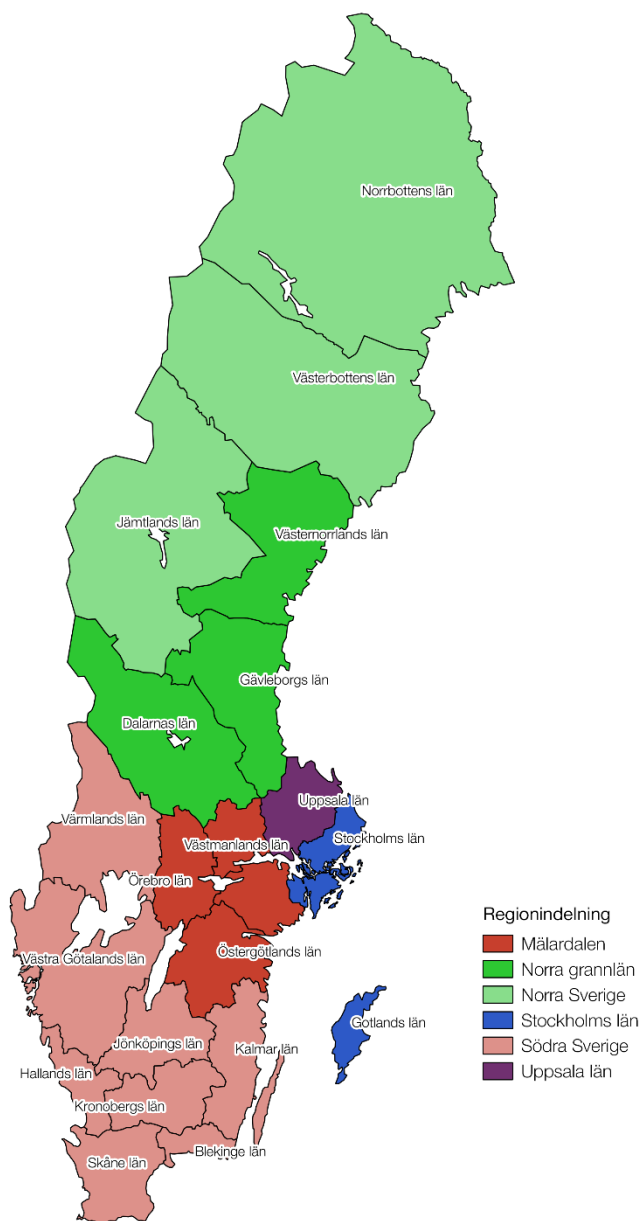 Norrbottens län
Västerbottens län
Jämtlands län
Västernorrlands län
Gävleborgs län
Dalarnas län
Uppsala län
Värmlands län
Stockholms län
Västmanlands län
Örebro län
Östergötlands län
Västra Götalands län
Gotlands län
Jönköpings län
Kalmar län
Hallands län
Kronobergs län
Blekinge län
Skåne län
Regionindelning
Mälardalen
Norra grannlän
Norra Sverige
Stockholms län
Södra Sverige
Uppsala län